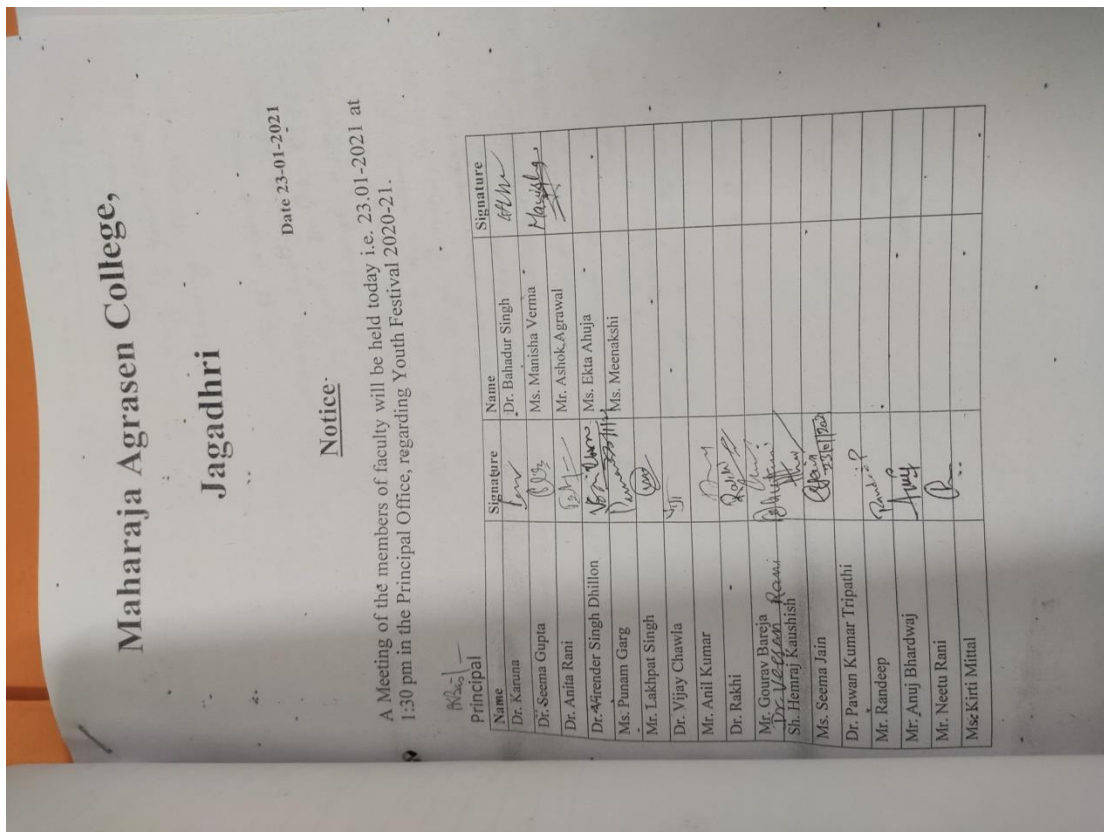 Maharaja Agrasen College,
Jagadhri
Date 23-01-2021
Notice
A Meeting of the members of faculty will be held today i.e. 23.01-2021 at
1:30 pm in the Principal Office, regarding Youth Festival 2020-21.
Principal
Name Signature Name Signature
Dr. Karuna Dr. Bahadur Singh
Dr. Seema Gupta Ms. Manisha Verma Manisha
Dr. Anita Rani Mr. Ashok Agrawal
Dr. Virender Singh Dhillon Ms. Ekta Ahuja
Ms. Punam Garg Ms. Meenakshi
Mr. Lakhpat Singh
Dr. Vijay Chawla
Mr. Anil Kumar
Dr. Rakhi Rakhi
Mr. Gourav Bareja
Rani
Sh. Hemraj Kaushish
Ms. Seema Jain
Dr. Pawan Kumar Tripathi
Mr. Randeep Randeep
Mr. Anuj Bhardwaj Anuj
Mr. Neetu Rani
Ms. Kirti Mittal